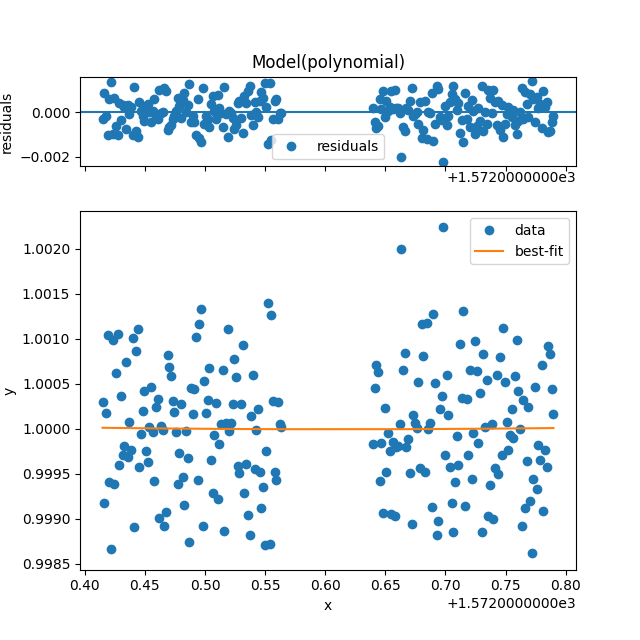 Model(polynomial)
residuals
0.000
−0.002
residuals
+1.5720000000e3
y
1.0020
1.0015
1.0010
1.0005
1.0000
0.9995
0.9990
0.9985
data
best-fit
0.40 0.45 0.50 0.55 0.60 0.65 0.70 0.75 0.80
x
+1.5720000000e3